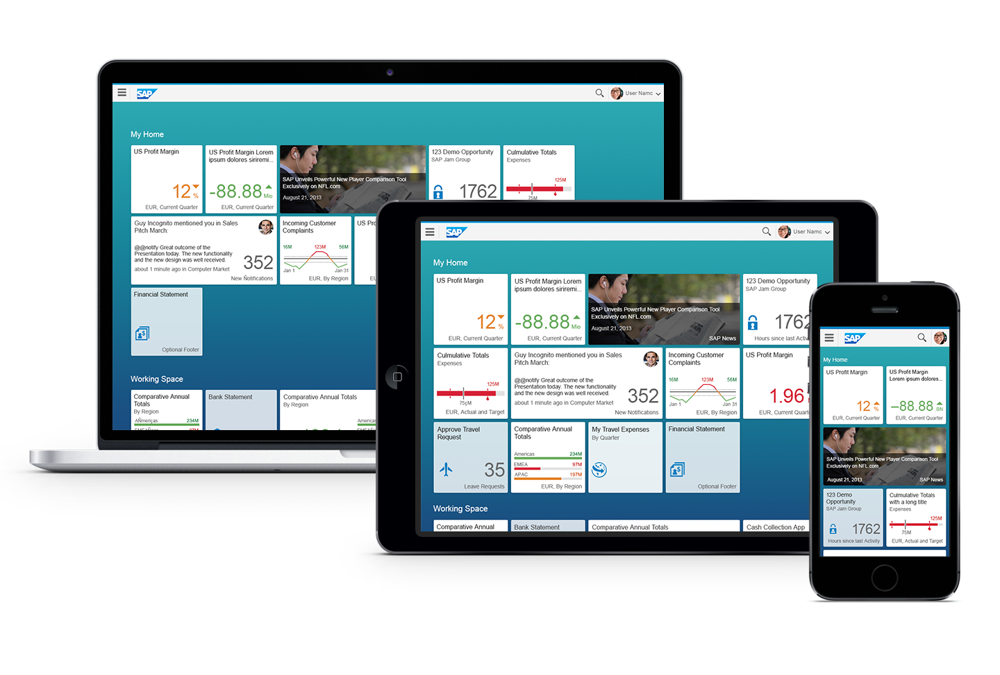 SAP
User Namc
My Home
US Profit Margin
12
%
EUR, Current Quarter
US Profit Margin Lorem
ipsum dolores siriremi...
-88.88
Mio
EUR, Current Quarter
SAP Unveils Powerful New Player Comparison Tool
Exclusively on NFL.com
August 21, 2013
123 Demo Opportunity
SAP Jam Group
1762
Culmulative Totals
Expenses
125M
75M
Guy Incognito mentioned you in Sales
Pitch March:
@@notify Great outcome of the
Presentation today. The new functionality
and the new design was well received.
about 1 minute ago in Computer Market
352
New Ñotifications
Incoming Customer
Complaints
16M 123M 56M
Jan 1 Jan 31
EUR, By Region
US Pro
Financial Statement
Optional Footer
Working Space
Comparative Annual
Totals
By Region
AÑmeriças 234M
97M
Bank Statement
Comparative Annual Totals
By Region
Americas
SAP
User Namc
My Home
US Profit Margin
12
%
EUR, Current Quarter
US Profit Margin Lorem
ipsum dolores siriremi...
-88.88
Mio
EUR, Current Quarter
SAP Unveils Powerful New Player Comparison Tool
Exclusively on NFL.com
August 21, 2013
SAP News
123 Demo Opportunity
SAP Jam Group
1762
Hours since last Activ
Culmulative Totals
Expenses
125M
75çM
EUR, Actual and Target
Guy Incognito mentioned you in Sales
Pitch March:
@@notify Great outcome of the
Presentation today. The new functionality
and the new design was well received.
about 1 minute ago in Computer Market
352
New Notifications
Incoming Customer
Complaints
16M 123M 56M
Jan 1 Jan 31
EUR, By Region
US Profit Margin
1.96
EUR, Current Quar
Approve Travel
Request
35
Leave Requests
Comparative Annual
Totals
Americas 234M
EMEA 97M
APAC 197M
EUR, By Region
My Travel Expenses
By Quarter
Financial Statement
Optional Footer
Working Space
Comparative Annual
Bank Statement
Comparative Annual Totals
Cash Collection App
SAP
My Home
US Profit Margin
12
%
EUR, Current Quarter
US Profit Margin
Lorem ipsum dolores...
–88.88
BN
EUR, Current Quarter
SAP Unveils Powerful New Player Comparison Tool
Exclusively on NFL.com
August 21, 2013
SAP News
123 Demo
Opportunity
SAP Jam Group
1762
Hours since last Activity
Culmulative Totals
with a long title
Expenses
125M
75M
EUR, Actual and Target